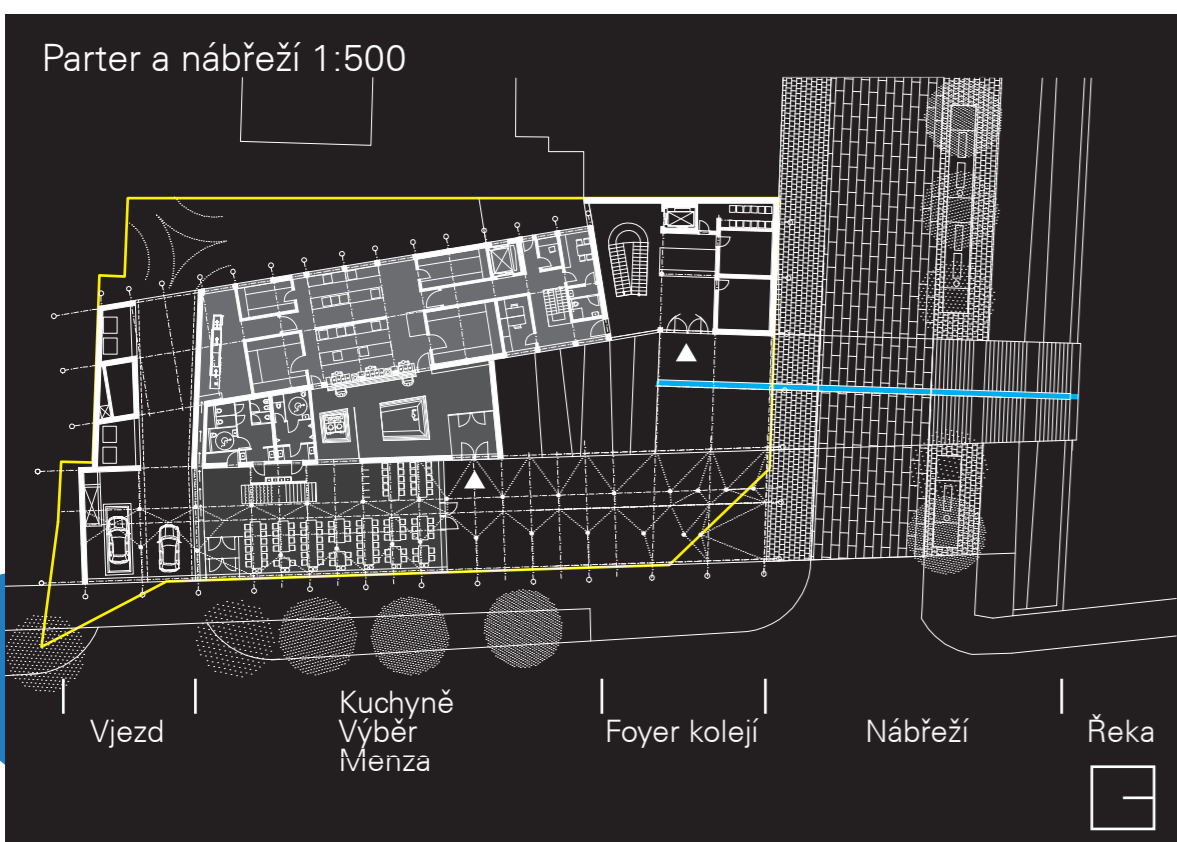 Parter a nábřeží 1:500
Vjezd
Kuchyně
Výběr
Menza
Foyer kolejí
Nábřeží
Řeka